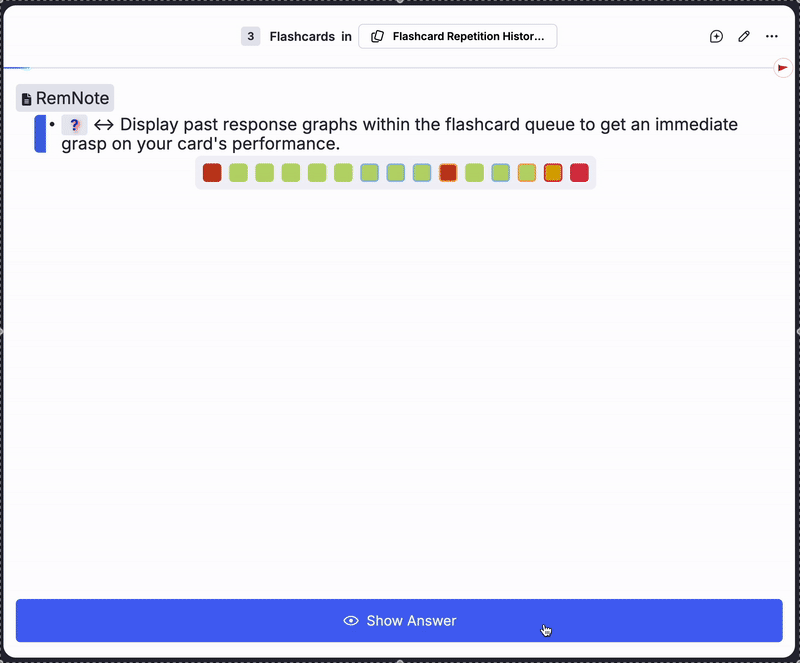 3 Flashcards in Flashcard Repetition Histor...
RemNote
? ↔ Display past response graphs within the flashcard queue to get an immediate
grasp on your card's performance.
Show Answer